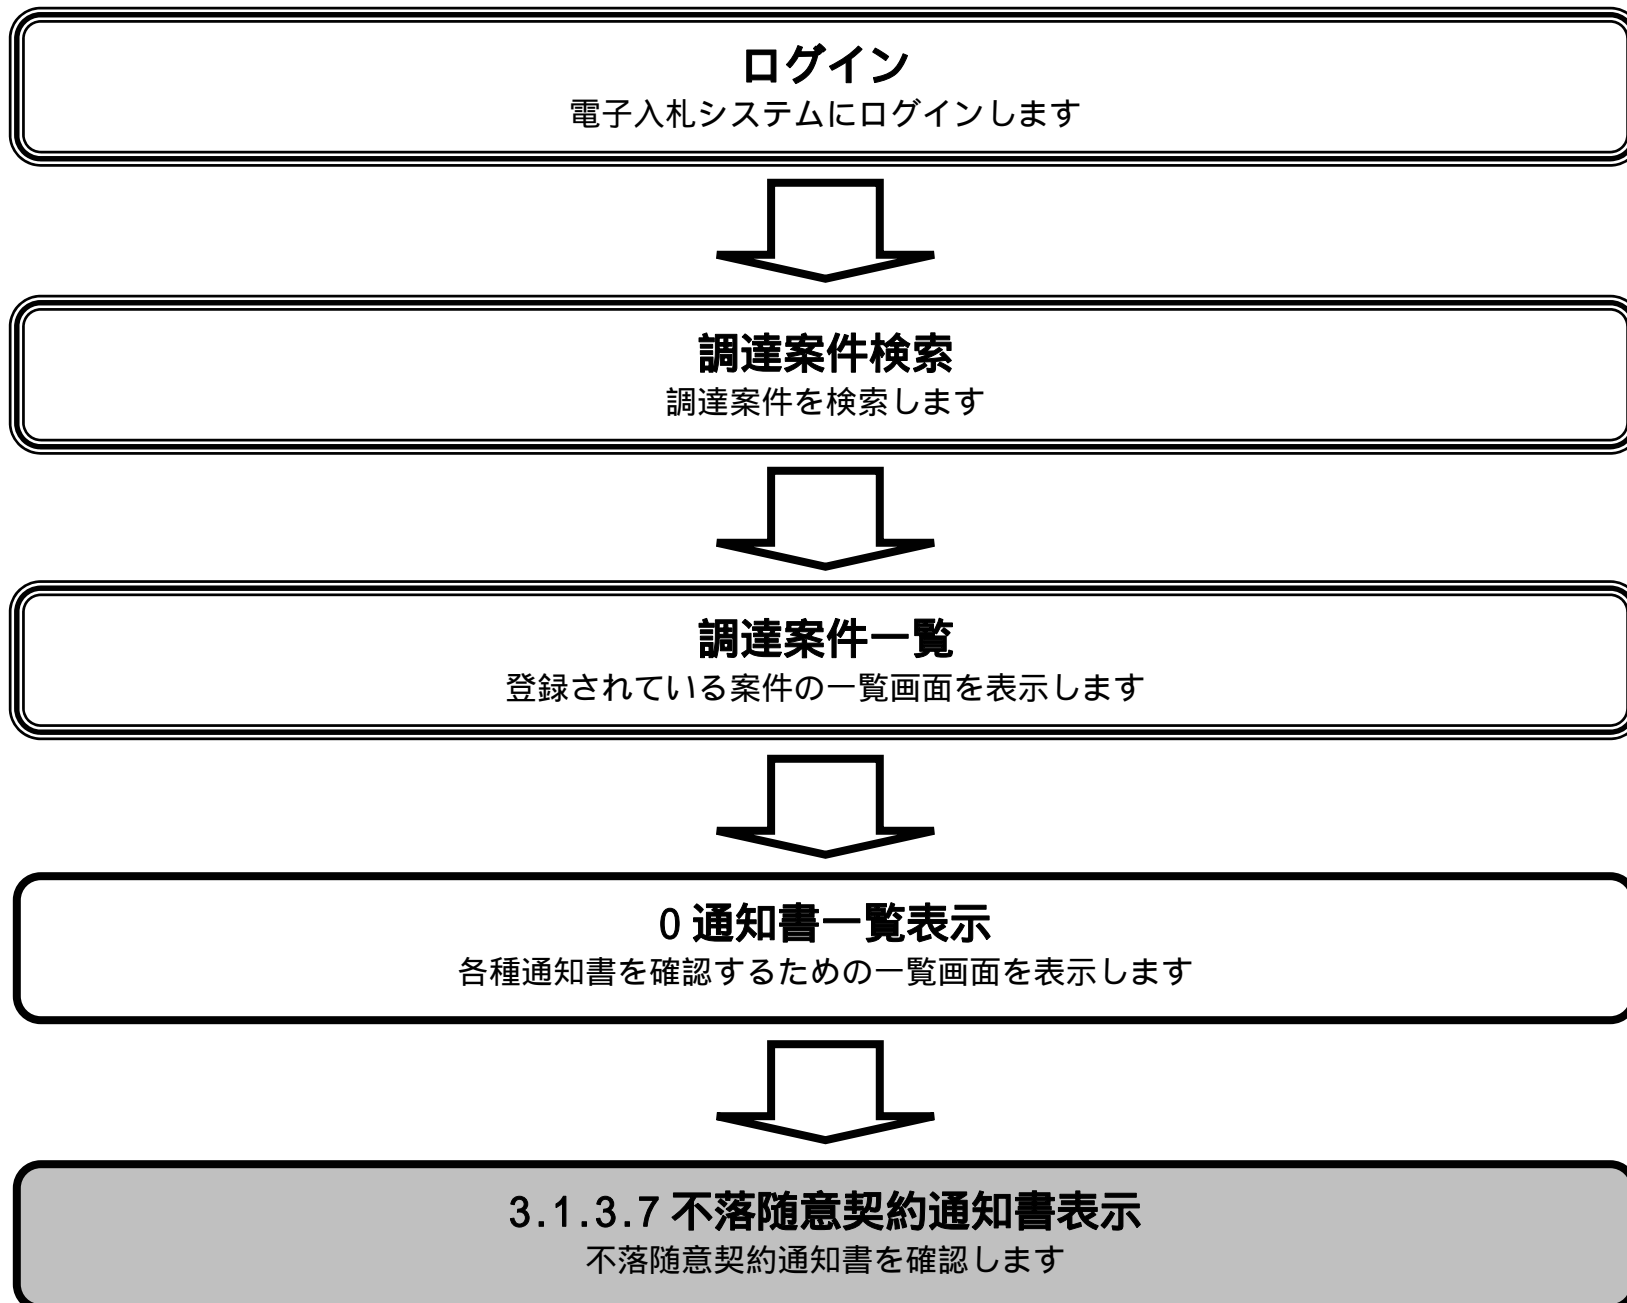 ログイン
電子入札システムにログインします
調達案件検索
調達案件を検索します
調達案件一覧
登録されている案件の一覧画面を表示します
0 通知書一覧表示
各種通知書を確認するための一覧画面を表示します
3.1.3.7 不落随意契約通知書表示
不落随意契約通知書を確認します